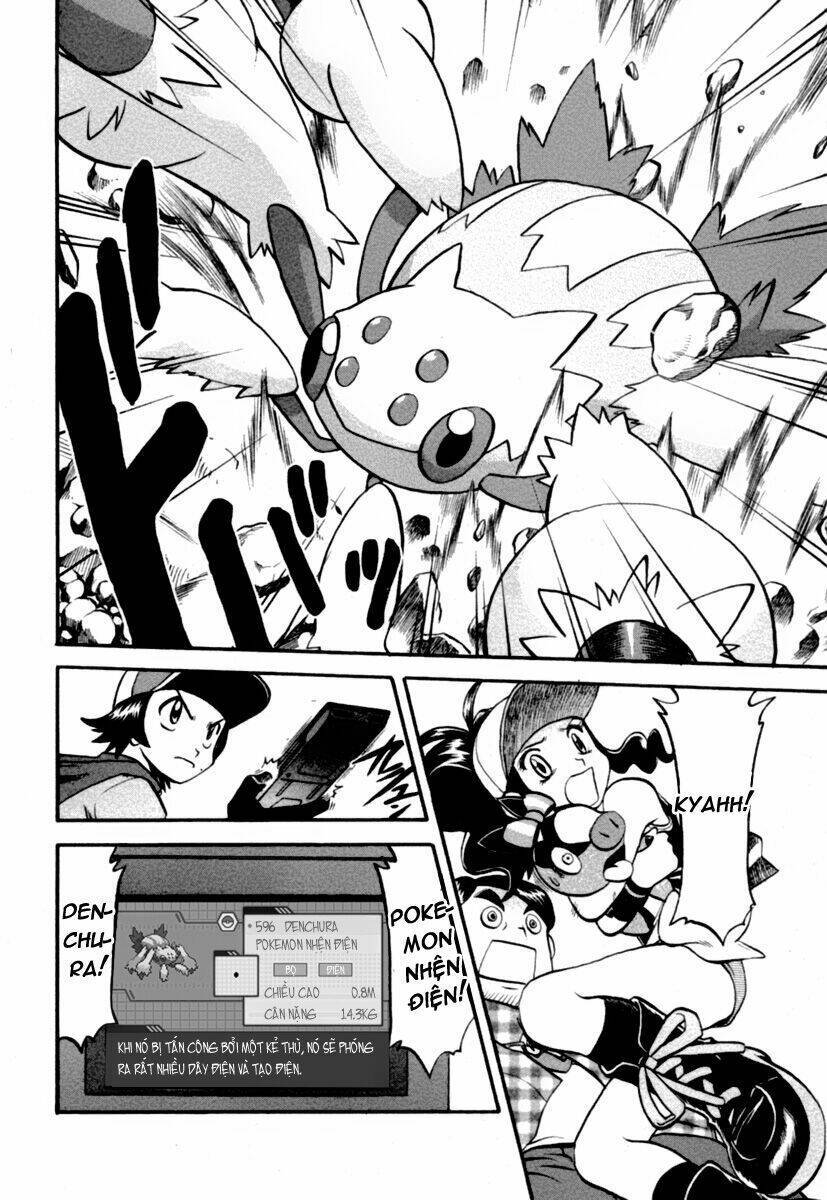 ドドドッ
KYAHH!
POKE-
MON
NHỆN
ĐIỆN!
DEN-
CHU-
RA!
596 DENCHURA
POKEMON NHỆN ĐIỆN
BỌ ĐIỆN
CHIỀU CAO 0.8M
CÂN NẶNG 14.3KG
KHI NÓ BỊ TẤN CÔNG BỞI MỘT KẺ THÙ, NÓ SẼ PHÓNG
RA RẤT NHIỀU DÂY ĐIỆN VÀ TẠO ĐIỆN.